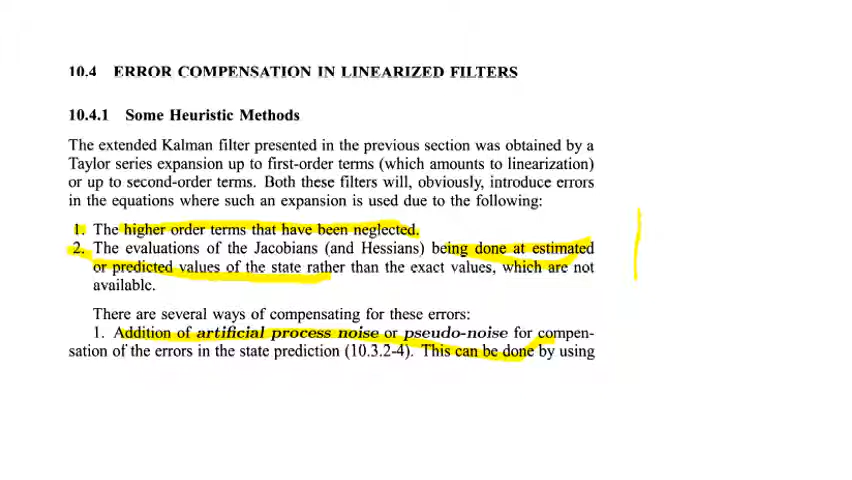 10.4 ERROR COMPENSATION IN LINEARIZED FILTERS
10.4.1 Some Heuristic Methods
The extended Kalman filter presented in the previous section was obtained by a
Taylor series expansion up to first-order terms (which amounts to linearization)
or up to second-order terms. Both these filters will, obviously, introduce errors
in the equations where such an expansion is used due to the following:
1. The higher order terms that have been neglected.
2. The evaluations of the Jacobians (and Hessians) being done at estimated
or predicted values of the state rather than the exact values, which are not
available.
There are several ways of compensating for these errors:
1. Addition of artificial process noise or pseudo-noise for compen-
sation of the errors in the state prediction (10.3.2-4). This can be done by using